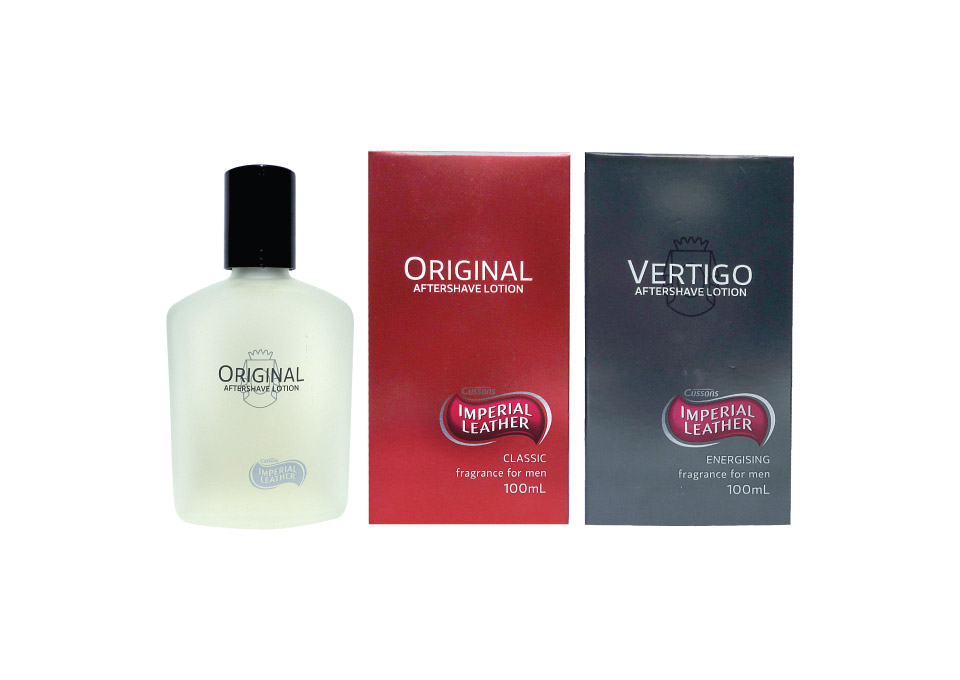 ORIGINAL
AFTERSHAVE LOTION
Cussons
IMPERIAL
LEATHER
ORIGINAL
AFTERSHAVE LOTION
Cussons
IMPERIAL
LEATHER
CLASSIC
fragrance for men
100mL
VERTIGO
AFTERSHAVE LOTION
Cussons
IMPERIAL
LEATHER
ENERGISING
fragrance for men
100mL